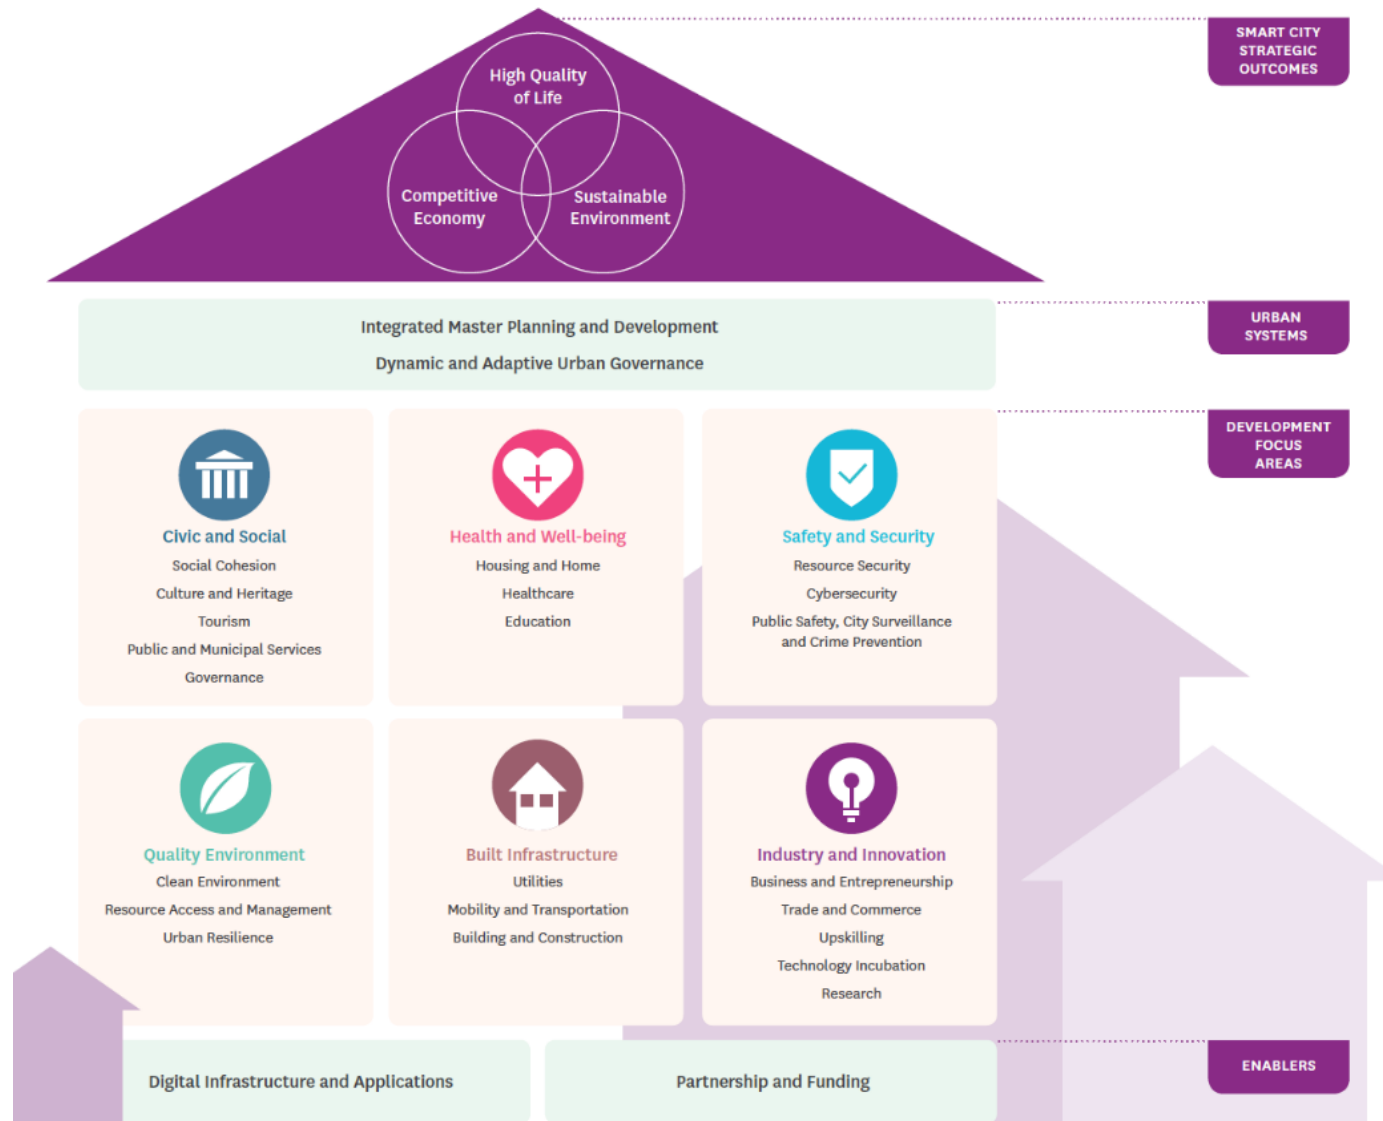 SMART CITY
STRATEGIC
OUTCOMES
High Quality
of Life
Competitive
Economy
Sustainable
Environment
Integrated Master Planning and Development
Dynamic and Adaptive Urban Governance
URBAN
SYSTEMS
DEVELOPMENT
FOCUS
AREAS
Civic and Social
Social Cohesion
Culture and Heritage
Tourism
Public and Municipal Services
Governance
Health and Well-being
Housing and Home
Healthcare
Education
Safety and Security
Resource Security
Cybersecurity
Public Safety, City Surveillance
and Crime Prevention
Quality Environment
Clean Environment
Resource Access and Management
Urban Resilience
Built Infrastructure
Utilities
Mobility and Transportation
Building and Construction
Industry and Innovation
Business and Entrepreneurship
Trade and Commerce
Upskilling
Technology Incubation
Research
Digital Infrastructure and Applications
Partnership and Funding
ENABLERS